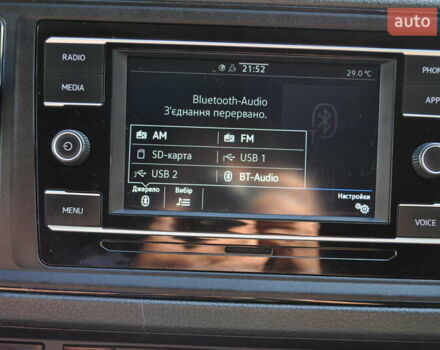 auto
RADIO
21:52
29.0 °C
PHON
MEDIA
Bluetooth-Audio
З'єднання перервано.
APP
AM
FM
SD-карта
USB 1
USB 2
BT-Audio
Джерело
Вибір
Настройки
MENU
VOICE